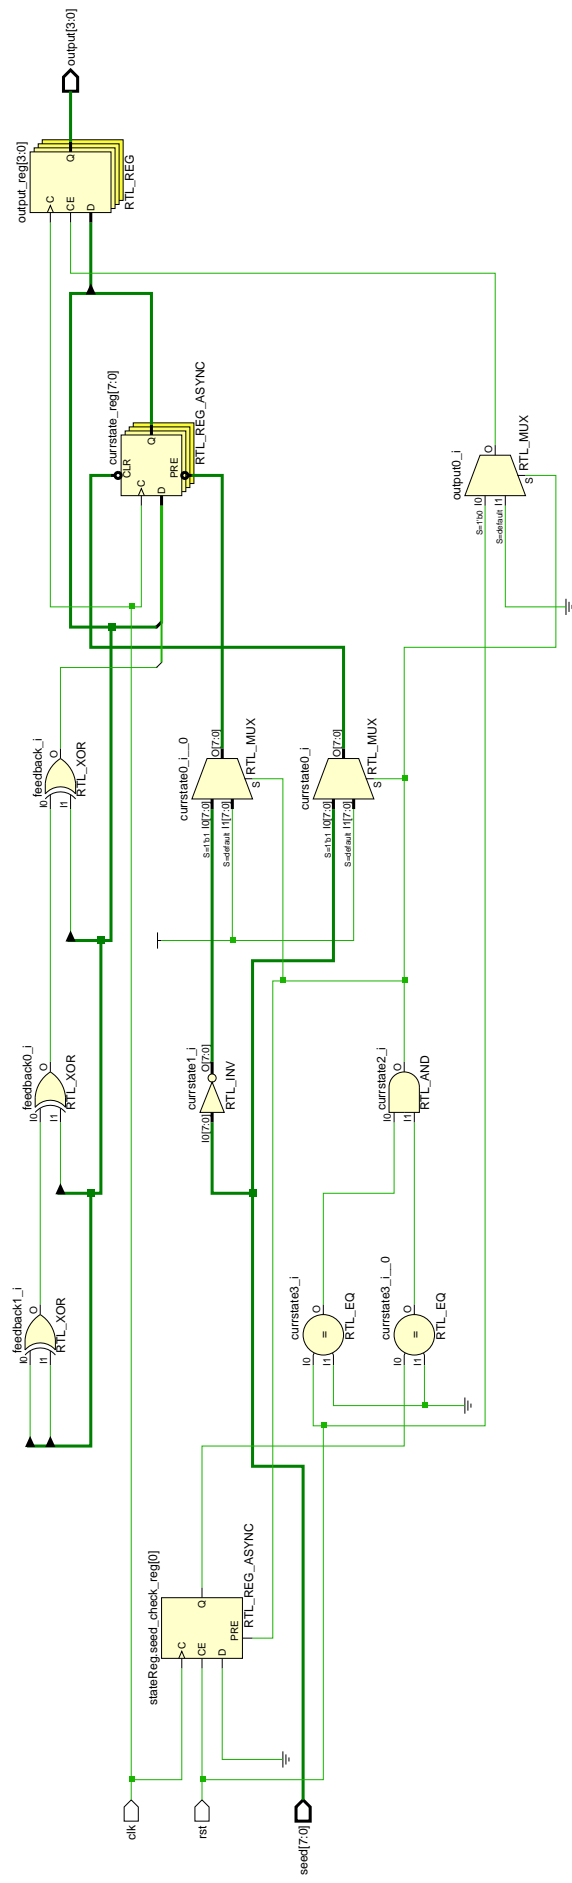 output[3:0]
output_reg[3:0]
C
CE
D
Q
RTL_REG
currstate_reg[7:0]
CLR
C
D
PRE
Q
RTL_REG_ASYNC
output0_i
S=1'b0 I0
S=default I1
O
S
RTL_MUX
feedback_i
I0
I1
O
RTL_XOR
currstate0_i__0
S=1'b1 I0[7:0]
S=default I1[7:0]
O[7:0]
S
RTL_MUX
currstate0_i
S=1'b1 I0[7:0]
S=default I1[7:0]
O[7:0]
S
RTL_MUX
feedback0_i
I0
I1
O
RTL_XOR
currstate1_i
I0[7:0]
O[7:0]
RTL_INV
currstate2_i
I0
I1
O
RTL_AND
feedback1_i
I0
I1
O
RTL_XOR
currstate3_i
I0
I1
O
=
RTL_EQ
currstate3_i__0
I0
I1
O
=
RTL_EQ
stateReg.seed_check_reg[0]
C
CE
D
PRE
Q
RTL_REG_ASYNC
clk
rst
seed[7:0]